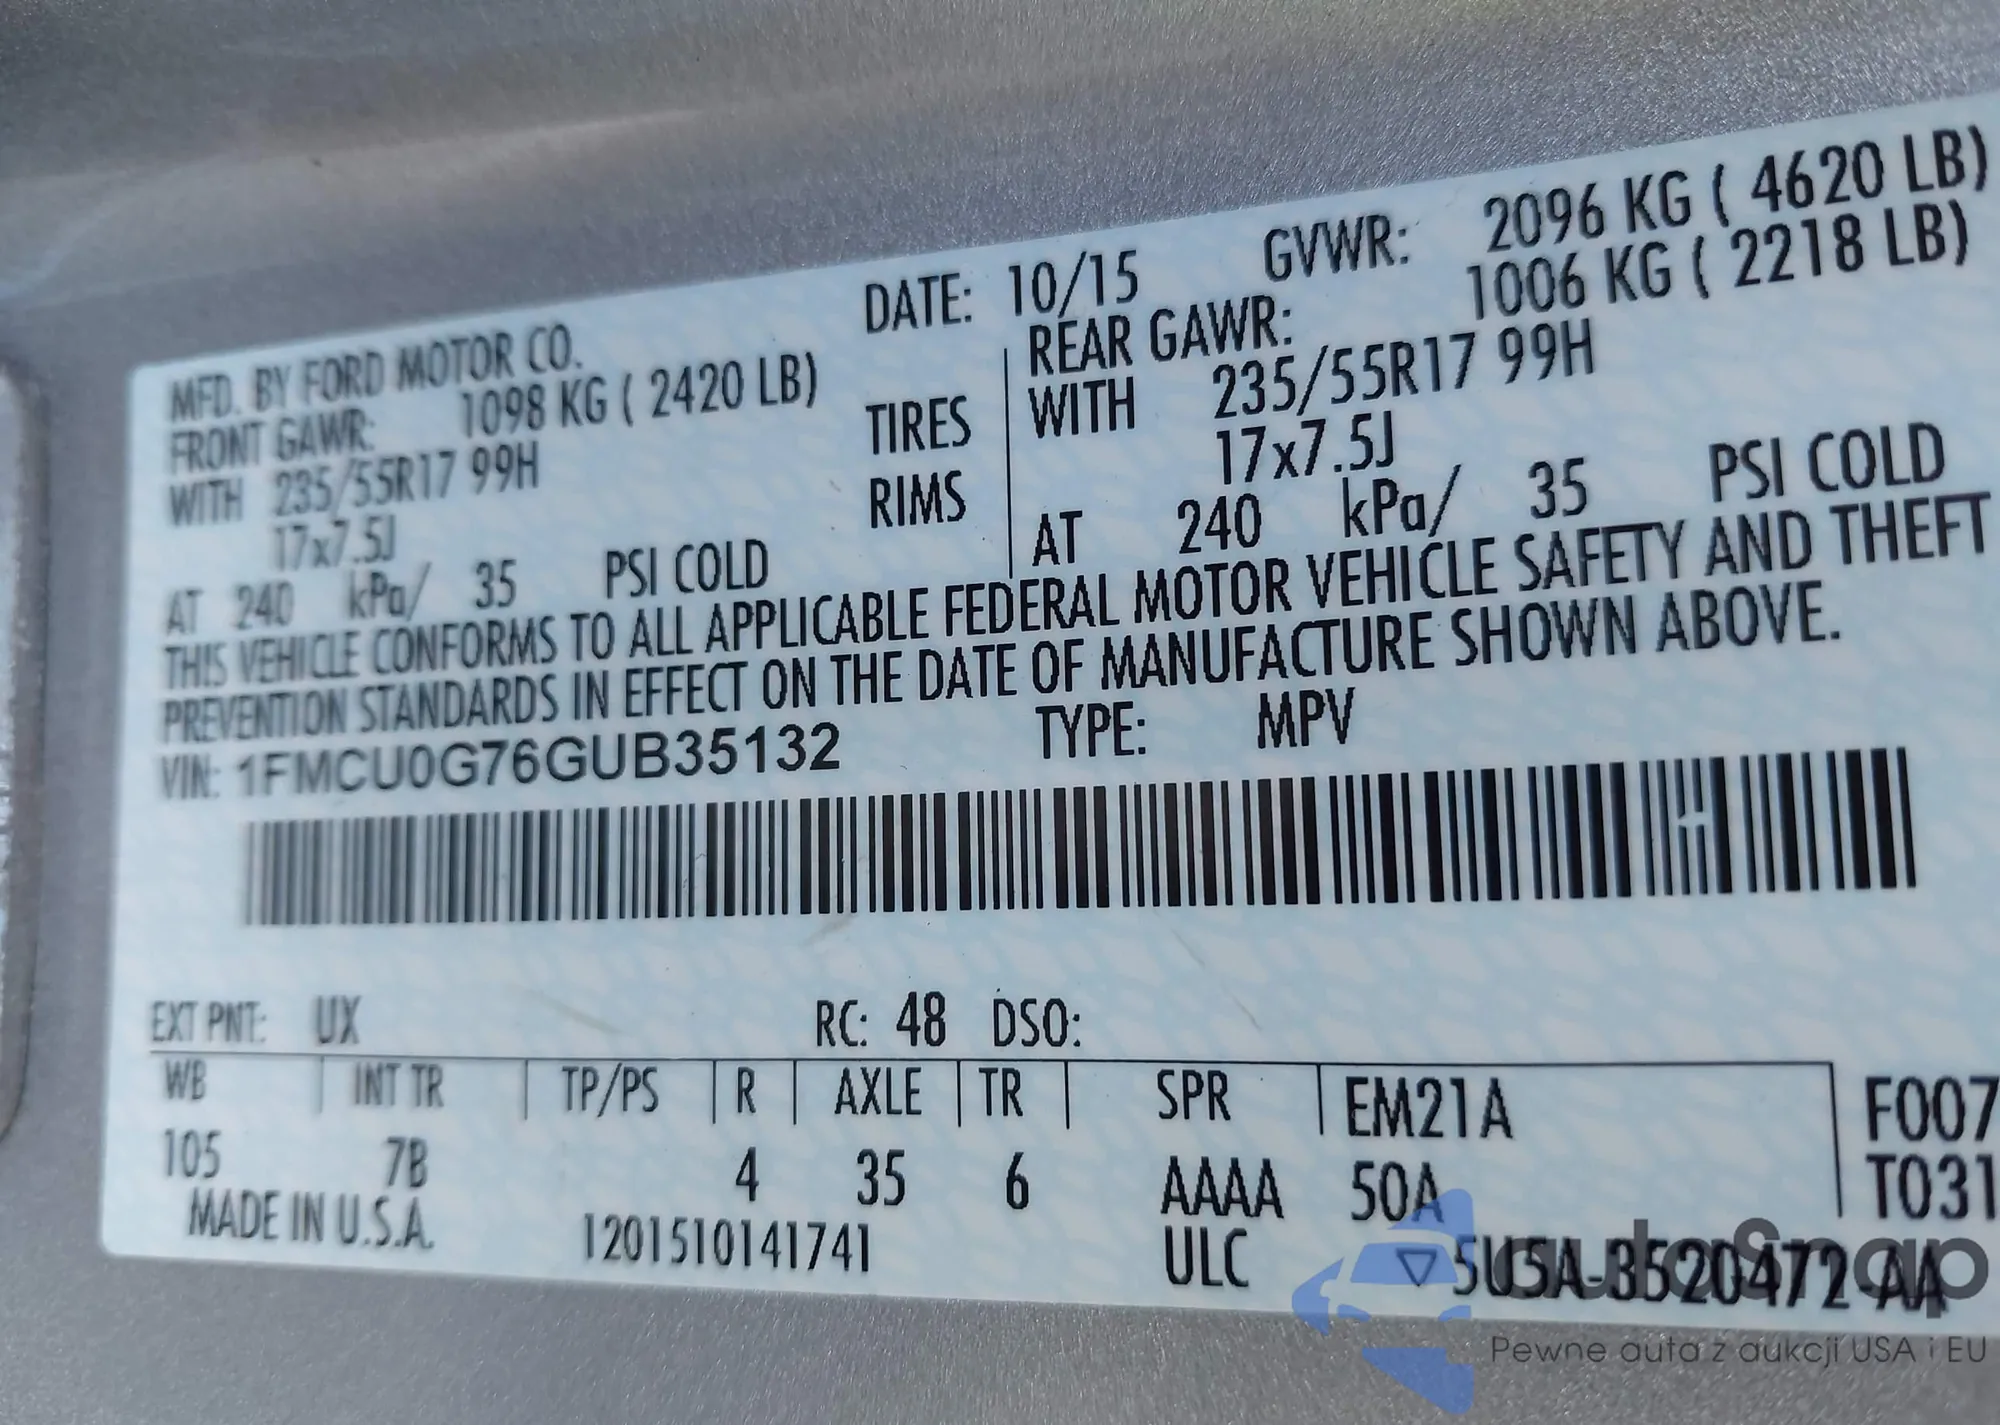 DATE: 10/15 GVWR: 2096 KG ( 4620 LB)
MFD. BY FORD MOTOR CO.
FRONT GAWR: 1098 KG ( 2420 LB) REAR GAWR: 1006 KG ( 2218 LB)
WITH 235/55R17 99H TIRES WITH 235/55R17 99H
17x7.5J RIMS 17x7.5J
AT 240 kPa/ 35 PSI COLD AT 240 kPa/ 35 PSI COLD
THIS VEHICLE CONFORMS TO ALL APPLICABLE FEDERAL MOTOR VEHICLE SAFETY AND THEFT
PREVENTION STANDARDS IN EFFECT ON THE DATE OF MANUFACTURE SHOWN ABOVE.
VIN: 1FMCU0G76GUB35132 TYPE: MPV
EXT PNT: UX RC: 48 DSO:
WB INT TR TP/PS R AXLE TR SPR EM21A F007
105 7B 4 35 6 AAAA 50A T031
MADE IN U.S.A. 1201510141741 ULC 5U5A-3520472-AA
autoSnap
Pewne auta z aukcji USA i EU